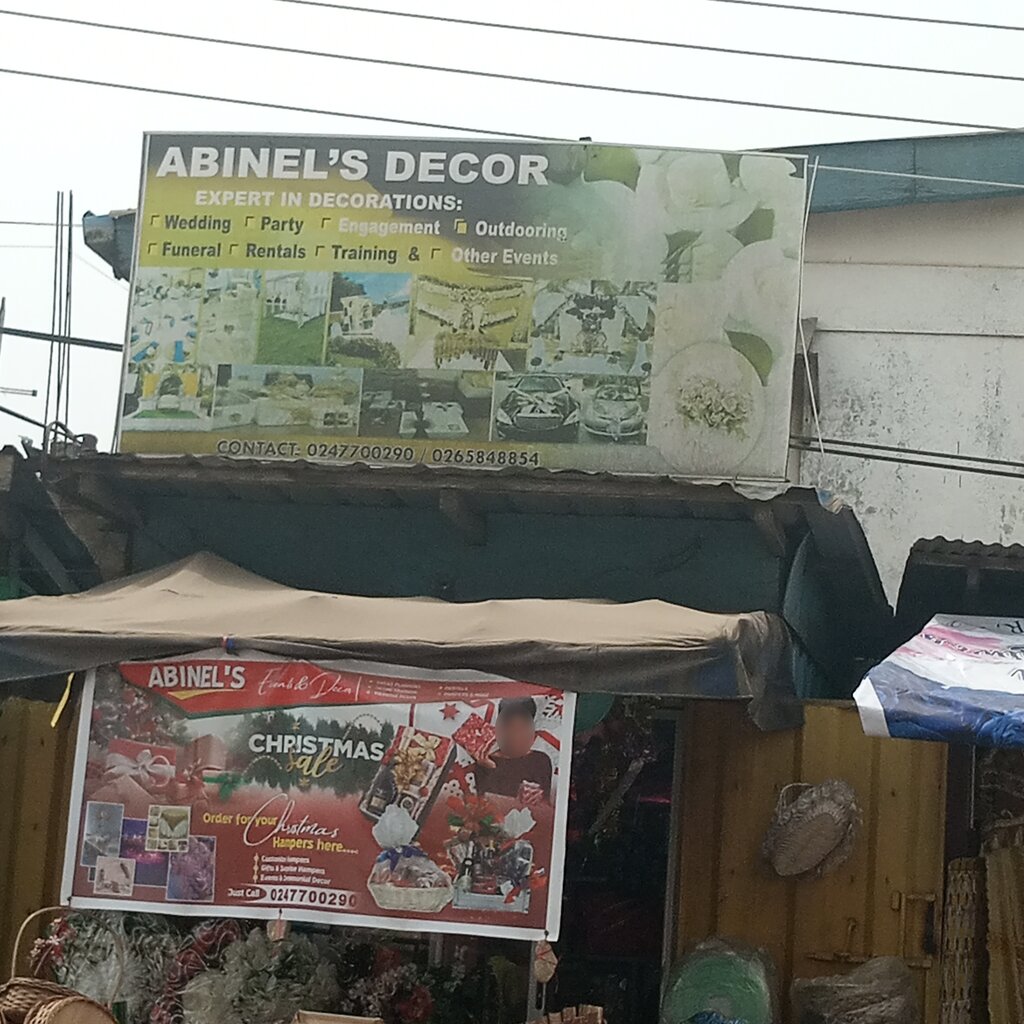 ABINEL'S DECOR
EXPERT IN DECORATIONS:
Wedding Party Engagement Outdooring
Funeral Rentals Training & Other Events
CONTACT: 0247700290 / 0265848854
ABINEL'S Events & Decor
CHRISTMAS
Sale
Order for your
Christmas
Hampers here....
Just Call 0247700290